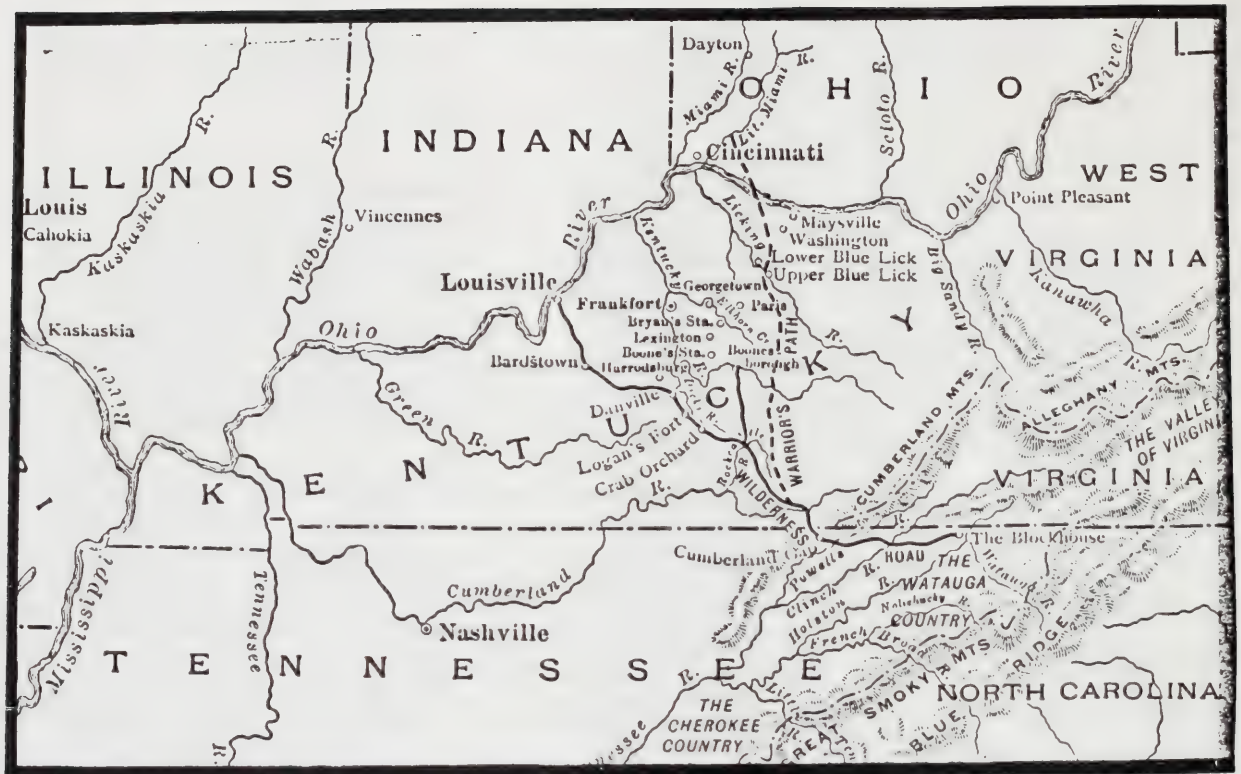 Dayton
Miami R.
Lit. Miami R.
OHIO
Scioto R.
Ohio River
INDIANA
Cincinnati
ILLINOIS
Kaskaskia R.
Wabash R.
WEST VIRGINIA
Point Pleasant
Louis
Cahokia
Vincennes
Ohio River
Licking R.
Maysville
Washington
Lower Blue Lick
Upper Blue Lick
Kentucky
Big Sandy R.
Kanawha R.
Louisville
Georgetown
Frankfort
Paris
Elkhorn C.
Bryan's Sta.
Lexington
Boone's Sta.
Boonesborough
Harrodsburg
Kaskaskia
Bardstown
WARRIOR'S PATH
ALLEGHANY MTS.
CUMBERLAND MTS.
THE VALLEY
OF VIRGINI
Green R.
Danville
Logan's Fort
Crab Orchard
KENTUCKY
WILDERNESS ROAD
VIRGINIA
River
Mississippi
Cumberland R.
Cumberland Gap
Powells R.
The Blockhouse
Clinch R.
THE
WATAUGA
COUNTRY
Watauga R.
Holston R.
Nolichucky R.
French Broad R.
Nashville
Tennessee R.
TENNESSEE
THE
CHEROKEE
COUNTRY
nessee R.
GREAT SMOKY MTS
BLUE RIDGE
NORTH CAROLINA